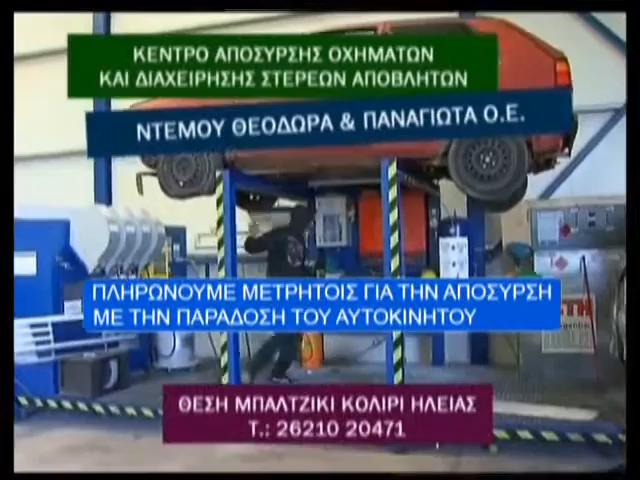 ΚΕΝΤΡΟ ΑΠΟΣΥΡΣΗΣ ΟΧΗΜΑΤΩΝ
ΚΑΙ ΔΙΑΧΕΙΡΗΣΗΣ ΣΤΕΡΕΩΝ ΑΠΟΒΛΗΤΩΝ
ΝΤΕΜΟΥ ΘΕΟΔΩΡΑ & ΠΑΝΑΓΙΩΤΑ Ο.Ε.
ΠΛΗΡΩΝΟΥΜΕ ΜΕΤΡΗΤΟΙΣ ΓΙΑ ΤΗΝ ΑΠΟΣΥΡΣΗ
ΜΕ ΤΗΝ ΠΑΡΑΔΟΣΗ ΤΟΥ ΑΥΤΟΚΙΝΗΤΟΥ
ΘΕΣΗ ΜΠΑΛΤΖΙΚΙ ΚΟΛΙΡΙ ΗΛΕΙΑΣ
Τ.: 26210 20471